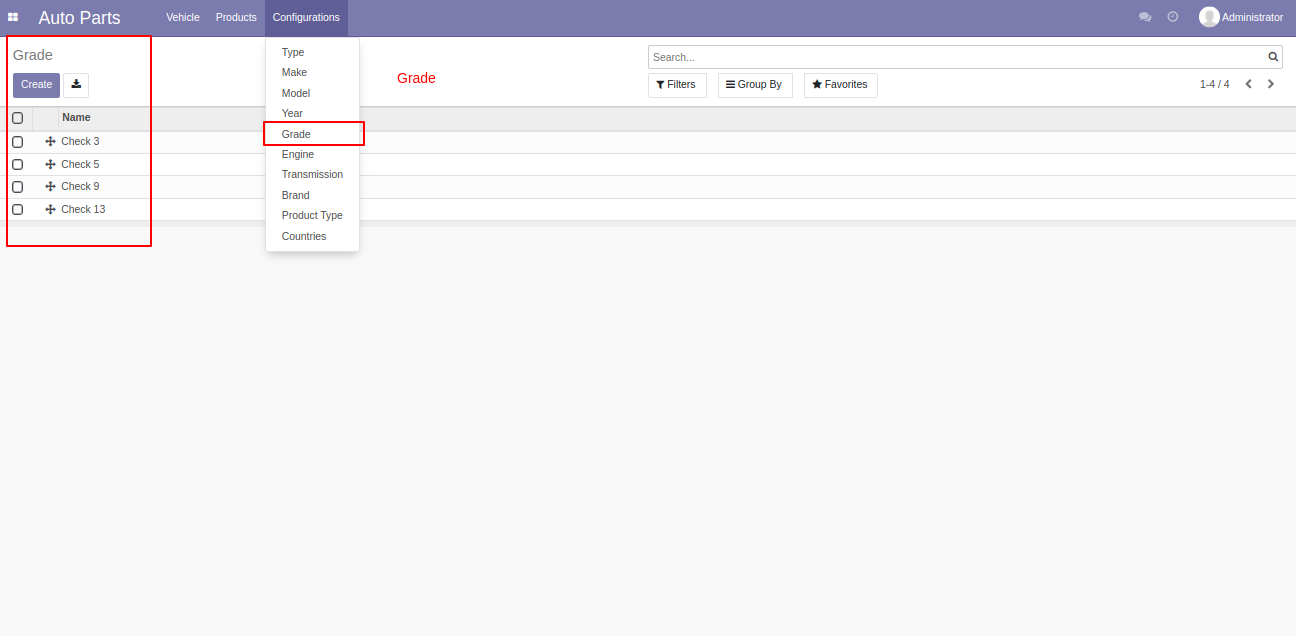 Auto Parts Vehicle Products Configurations Administrator
Grade
Create
Type
Make
Model
Year
Grade
Engine
Transmission
Brand
Product Type
Countries
Grade
Search...
Filters Group By Favorites 1-4 / 4
Name
Check 3
Check 5
Check 9
Check 13